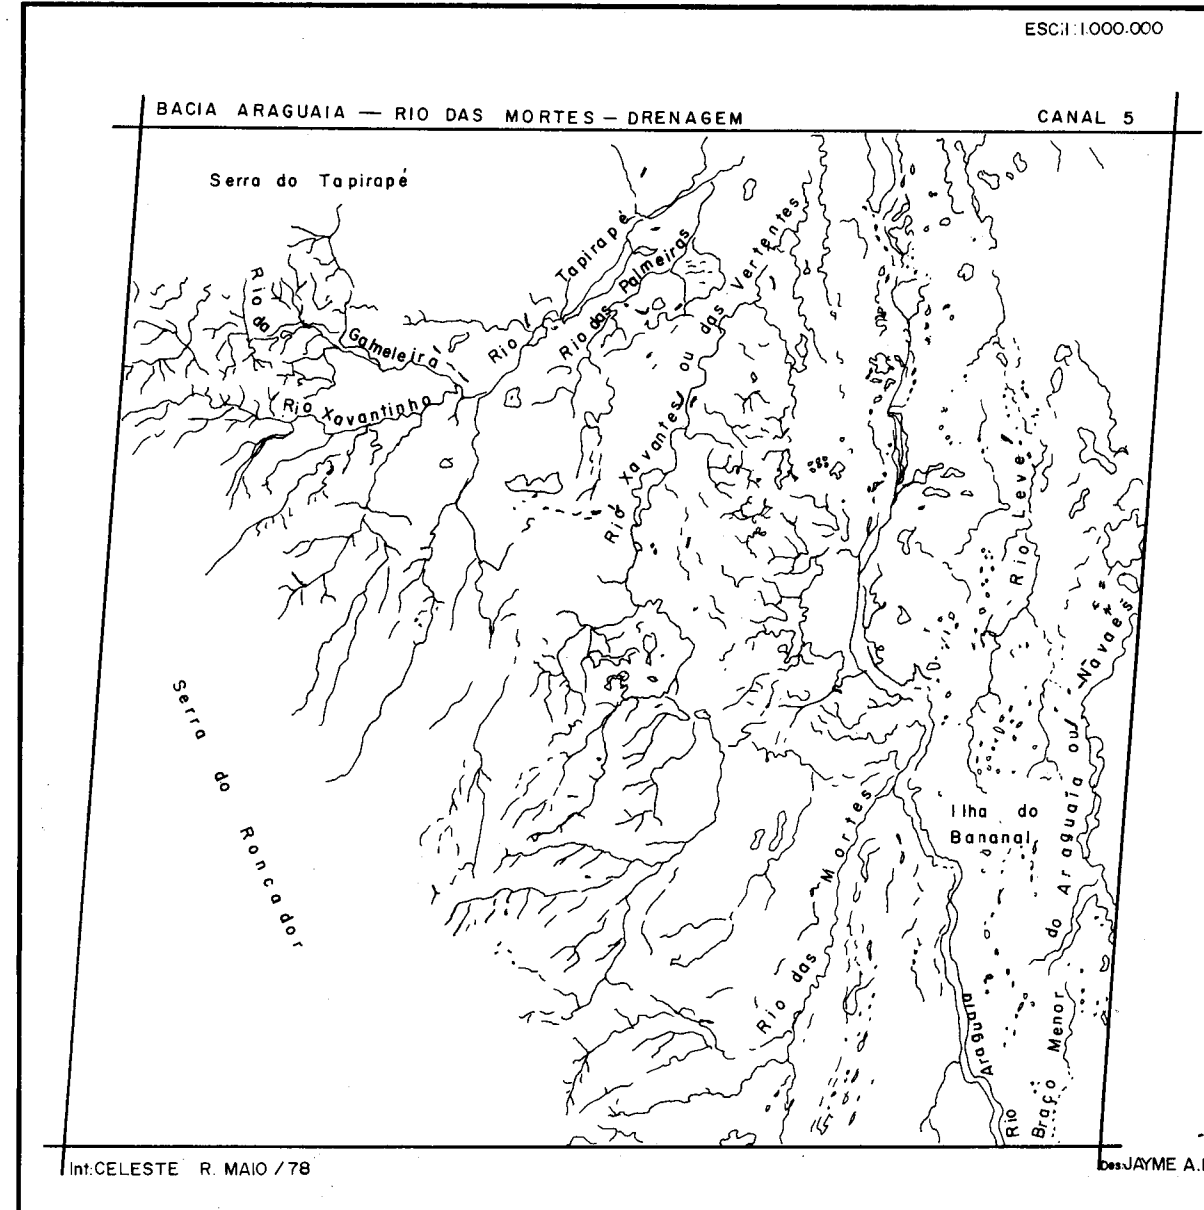 ESC:1:1.000.000
BACIA ARAGUAIA — RIO DAS MORTES — DRENAGEM
CANAL 5
Serra do Tapirapé
Rio Tapirapé
Rio das Palmeiras
Rio Xavantes ou das Vertentes
Rio da Gameleira
Rio Xavantinho
Rio Leve
Serra do Roncador
Rio das Mortes
Ilha do
Bananal
Braço Menor do Araguaia ou Navaes
Rio Araguaia
Int: CELESTE R. MAIO / 78
Des: JAYME A.